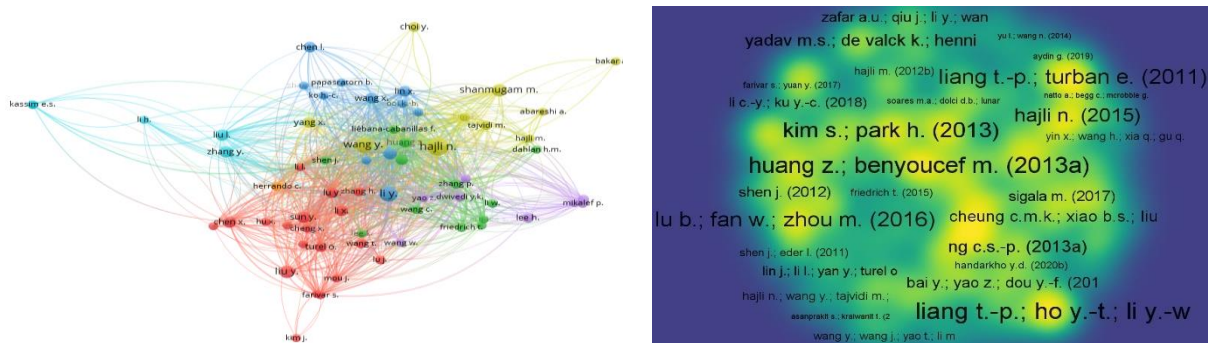 choi y.
chen l.
bakar
papasratorn b.
ko h.-c.
wang x.
lin x.
shanmugam m.
abareshi a.
kassim e.s.
li h.
yang x.
liébana-cabanillas f.
tajvidi m.
liu l.
zhang y.
wang y.
huang
hajli n.
hajli m.
dahlan h.m.
shen j.
li l.
herrando c.
lu y.
zhang h.
li y.
zhang p.
yao z.
dwivedi y.k.
mikalef p.
chen x.
hu x.
sun y.
li x.
wang c.
li w.
lee h.
cheng x.
friedrich t.
turel o.
wang t.
wang w.
lu j.
liu y.
mou j.
farivar s.
kim j.
zafar a.u.; qiu j.; li y.; wan
yadav m.s.; de valck k.; henni
yu l.; wang n. (2014)
aydin g. (2019)
hajli m. (2012b)
liang t.-p.; turban e. (2011)
farivar s.; yuan y. (2017)
li c.-y.; ku y.-c. (2018)
soares m.a.; dolci d.b.; lunar
natto a.; begg c.; mcrobbie g.
hajli n. (2015)
kim s.; park h. (2013)
yin x.; wang h.; xia q.; gu q.
huang z.; benyoucef m. (2013a)
shen j. (2012)
friedrich t. (2015)
sigala m. (2017)
lu b.; fan w.; zhou m. (2016)
cheung c.m.k.; xiao b.s.; liu
ng c.s.-p. (2013a)
shen j.; eder l. (2011)
handarkho y.d. (2020b)
lin j.; li l.; yan y.; turel o
bai y.; yao z.; dou y.-f. (201
hajli n.; wang y.; tajvidi m.;
liang t.-p.; ho y.-t.; li y.-w
asanprakit s.; kraiwanit t. (2
wang y.; wang j.; yao t.; li m